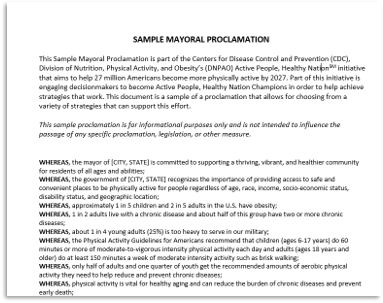 SAMPLE MAYORAL PROCLAMATION
This Sample Mayoral Proclamation is part of the Centers for Disease Control and Prevention (CDC),
Division of Nutrition, Physical Activity, and Obesity's (DNPAO) Active People, Healthy Nation℠ initiative
that aims to help 27 million Americans become more physically active by 2027. Part of this initiative is
engaging decisionmakers to become Active People, Healthy Nation Champions in order to help achieve
strategies that work. This document is a sample of a proclamation that allows for choosing from a
variety of strategies that can support this effort.
This sample proclamation is for informational purposes only and is not intended to influence the
passage of any specific proclamation, legislation, or other measure.
WHEREAS, the mayor of [CITY, STATE] is committed to supporting a thriving, vibrant, and healthier community
for residents of all ages and abilities;
WHEREAS, the government of [CITY, STATE] recognizes the importance of providing access to safe and
convenient places to be physically active for people regardless of age, race, income, socio-economic status,
disability status, and geographic location;
WHEREAS, approximately 1 in 5 children and 2 in 5 adults in the U.S. have obesity;
WHEREAS, 1 in 2 adults live with a chronic disease and about half of this group have two or more chronic
diseases;
WHEREAS, about 1 in 4 young adults (25%) is too heavy to serve in our military;
WHEREAS, the Physical Activity Guidelines for Americans recommend that children (ages 6-17 years) do 60
minutes or more of moderate-to-vigorous intensity physical activity each day and adults (ages 18 years and
older) do at least 150 minutes a week of moderate intensity activity such as brisk walking;
WHEREAS, only half of adults and one quarter of youth get the recommended amounts of aerobic physical
activity they need to help reduce and prevent chronic diseases;
WHEREAS, physical activity is vital for healthy aging and can reduce the burden of chronic diseases and prevent
early death;